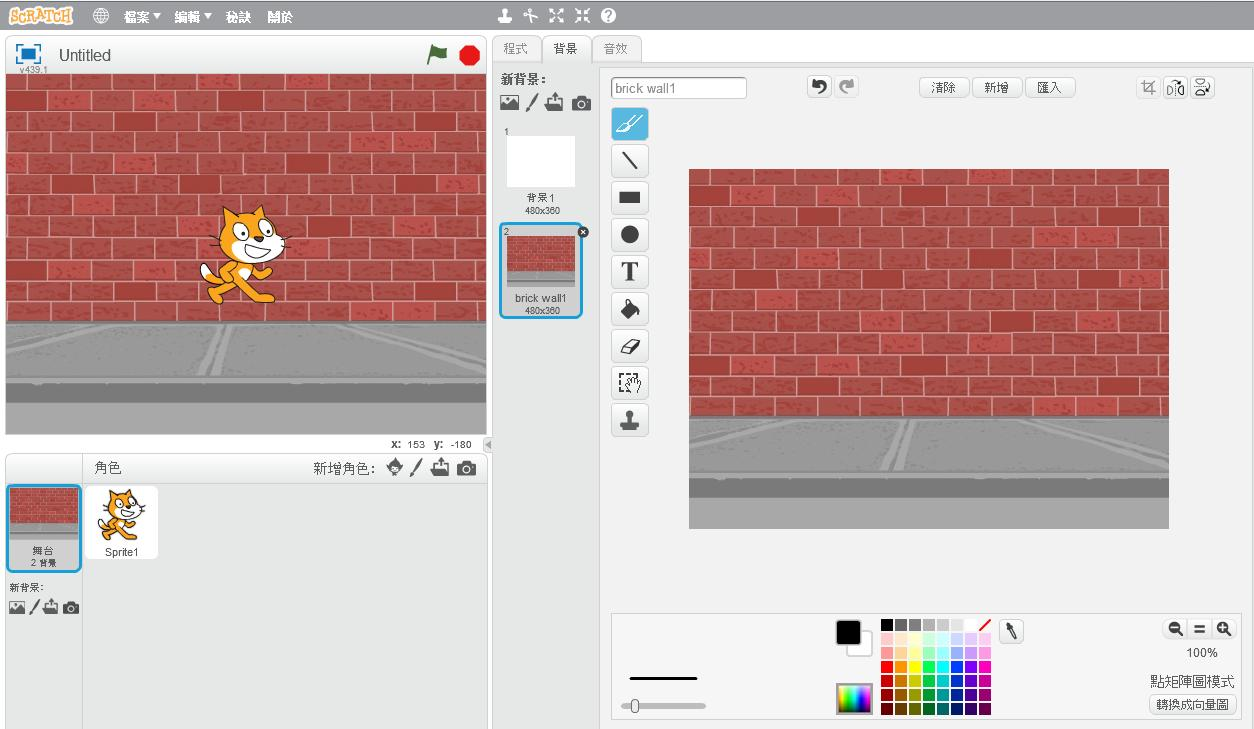 SCRATCH 檔案 編輯 秘訣 關於
Untitled
v439.1
程式 背景 音效
新背景:
1
背景1
480x360
2
brick wall1
480x360
brick wall1
清除 新增 匯入
T
x: 153 y: -180
角色 新增角色:
舞台
2 背景
Sprite1
新背景:
100%
點矩陣圖模式
轉換成向量圖